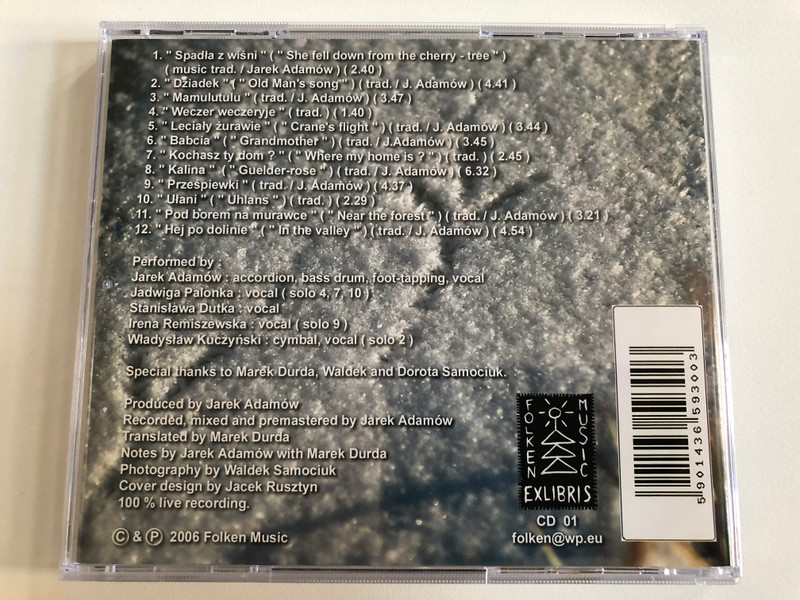 1. " Spadła z wiśni " ( " She fell down from the cherry - tree " )
( music trad. / Jarek Adamów ) ( 2.40 )
2. " Dziadek " ( " Old Man's song"" ) ( trad. / J. Adamów ) ( 4.41 )
3. " Mamulutulu " ( trad. / J. Adamów ) ( 3.47 )
4. " Weczer weczeryje " ( trad. ) ( 1.40 )
5. " Leciały żurawie " ( " Crane's flight " ) ( trad. / J. Adamów ) ( 3.44 )
6. " Babcia " ( " Grandmother " ) ( trad. / J.Adamów ) ( 3.45 )
7. " Kochasz ty dom ? " ( " Where my home is ? " ) ( trad. ) ( 2.45 )
8. " Kalina " ( " Guelder-rose " ) ( trad. / J. Adamów ) ( 6.32 )
9. " Prześpiewki " ( trad. / J. Adamów ) ( 4.37 )
10. " Ułani " ( " Uhlans " ) ( trad. ) ( 2.29 )
11. " Pod borem na murawce " ( " Near the forest " ) ( trad. / J. Adamów ) ( 3.21 )
12. " Hej po dolinie " ( " In the valley " ) ( trad. / J. Adamów ) ( 4.54 )
Performed by :
Jarek Adamów : accordion, bass drum, foot-tapping, vocal
Jadwiga Palonka : vocal ( solo 4, 7, 10 )
Stanisława Dutka : vocal
Irena Remiszewska : vocal ( solo 9 )
Władysław Kuczyński : cymbał, vocal ( solo 2 )
Special thanks to Marek Durda, Waldek and Dorota Samociuk.
Produced by Jarek Adamów
Recorded, mixed and premastered by Jarek Adamów
Translated by Marek Durda
Notes by Jarek Adamów with Marek Durda
Photography by Waldek Samociuk
Cover design by Jacek Rusztyn
100 % live recording.
© & ℗ 2006 Folken Music
FOLKEN
MUSIC
EXLIBRIS
CD 01
folken@wp.eu
5 901436 593003